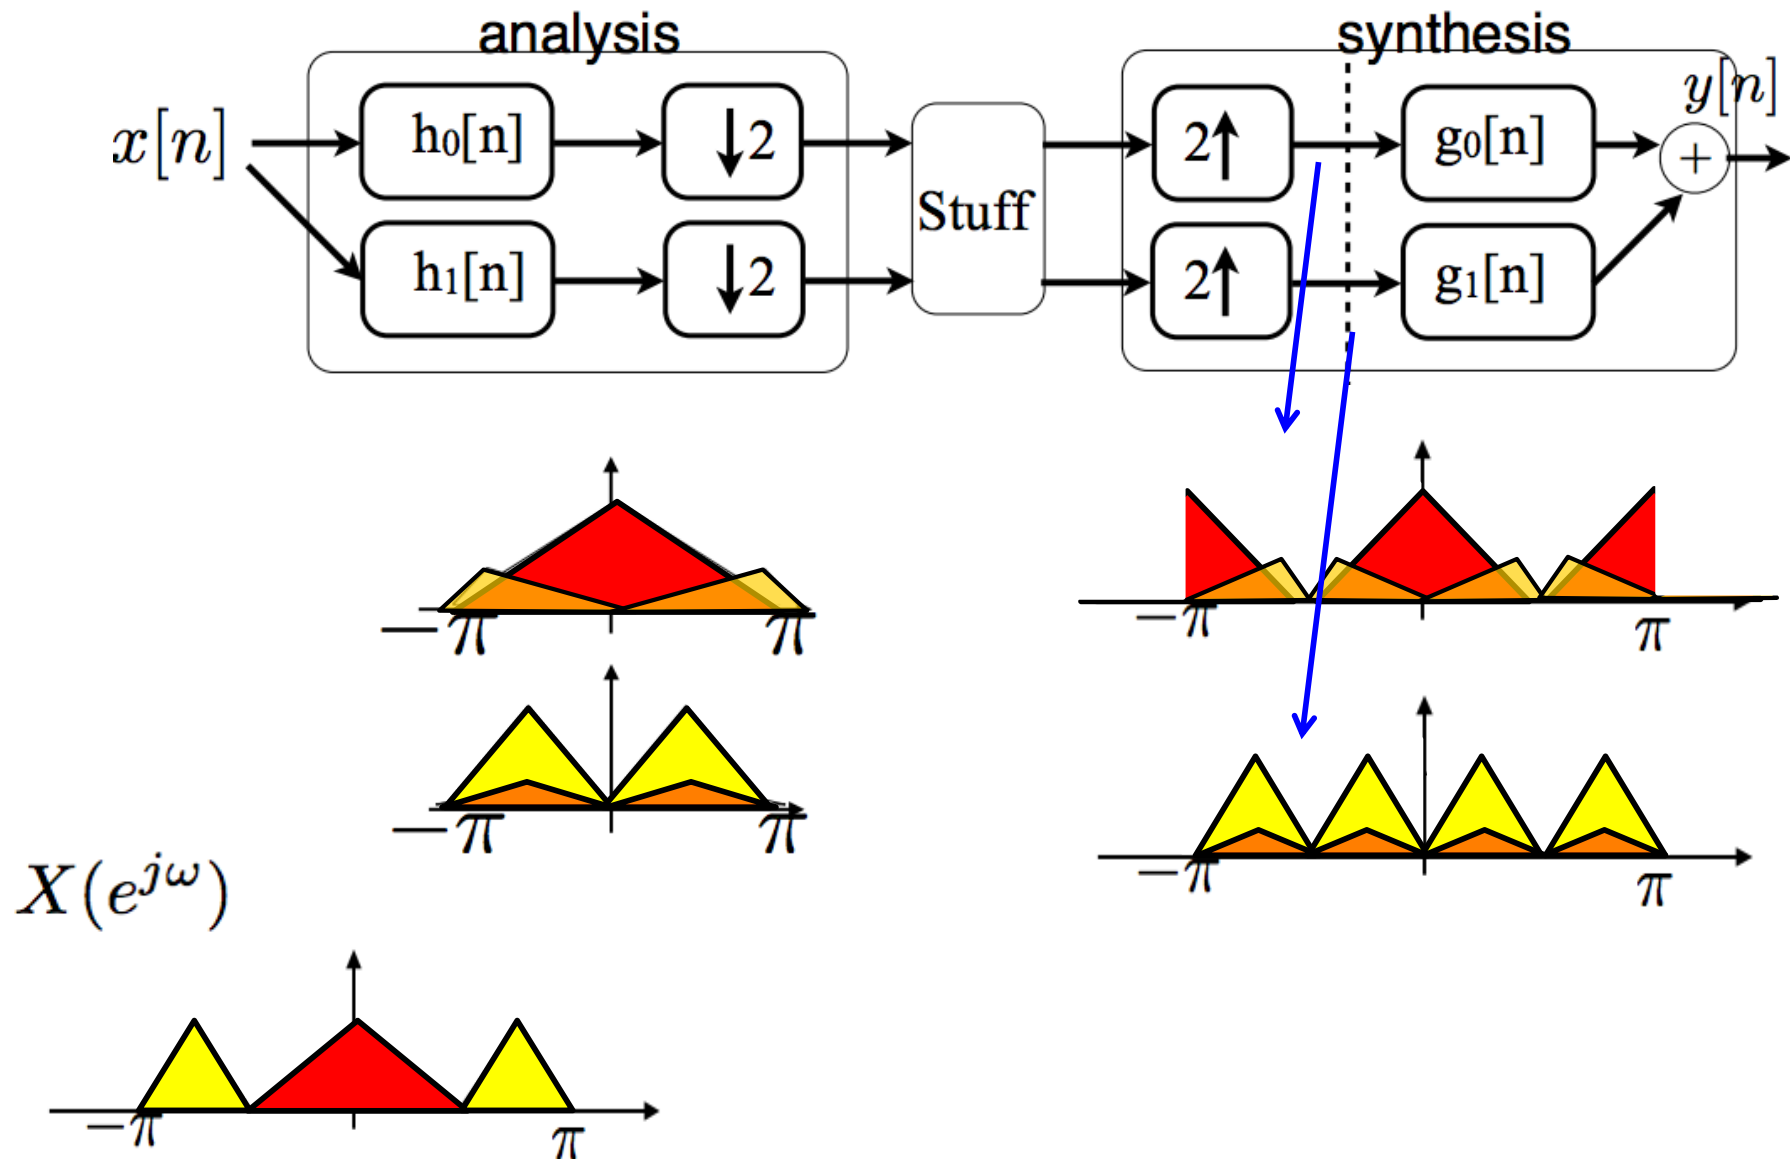 analysis
synthesis
x[n]
h₀[n]
↓2
h₁[n]
↓2
Stuff
2↑
g₀[n]
2↑
g₁[n]
+
y[n]
−π
π
−π
π
−π
π
−π
π
X(e^{jω})
−π
π